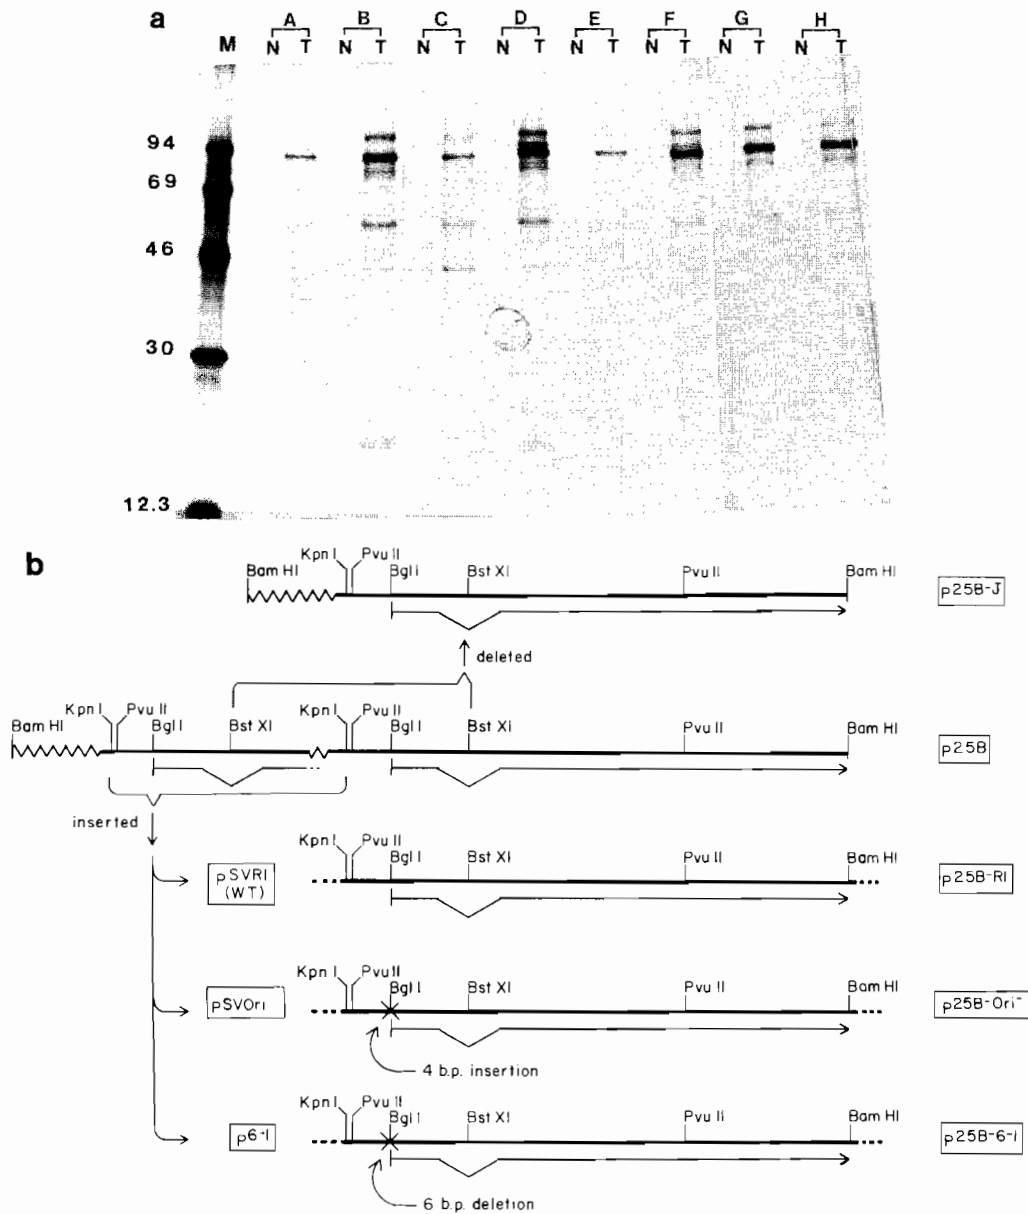 a
A B C D E F G H
M N T N T N T N T N T N T N T N T
94
69
46
30
12.3
b
Kpn I Pvu II
Bam HI Bgl I Bst XI Pvu II Bam HI p25B-J
deleted
Kpn I Pvu II Kpn I Pvu II
Bam HI Bgl I Bst XI Bgl I Bst XI Pvu II Bam HI p25B
inserted
Kpn I Pvu II
Bgl I Bst XI Pvu II Bam HI
pSVRI
(WT)
p25B-RI
Kpn I Pvu II
Bgl I Bst XI Pvu II Bam HI
pSVOri p25B-Ori⁻
4 b.p. insertion
Kpn I Pvu II
Bgl I Bst XI Pvu II Bam HI
p6-1 p25B-6-1
6 b.p. deletion